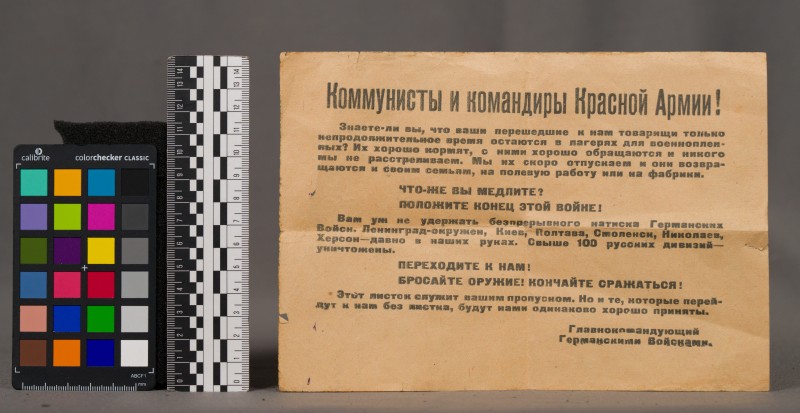 calibrite colorchecker CLASSIC
Коммунисты и командиры Красной Армии!
Знаете-ли вы, что ваши перешедшие к нам товарищи только
непродолжительное время остаются в лагерях для военноплен-
ных? Их хорошо кормят, с ними хорошо обращаются и никого
мы не расстреливаем. Мы их скоро отпускаем и они возвра-
щаются к своим семьям, на полевую работу или на фабрики.
ЧТО-ЖЕ ВЫ МЕДЛИТЕ?
ПОЛОЖИТЕ КОНЕЦ ЭТОЙ ВОЙНЕ!
Вам уж не удержать безпрерывного натиска Германских
Войск. Ленинград-окружен, Киев, Полтава, Смоленск, Николаев,
Херсон—давно в наших руках. Свыше 100 русских дивизий—
уничтожены.
ПЕРЕХОДИТЕ К НАМ!
БРОСАЙТЕ ОРУЖИЕ! КОНЧАЙТЕ СРАЖАТЬСЯ!
Этот листок служит вашим пропуском. Но и те, которые перей-
дут к нам без листка, будут нами одинаково хорошо приняты.
Главнокомандующий
Германскими Войсками.